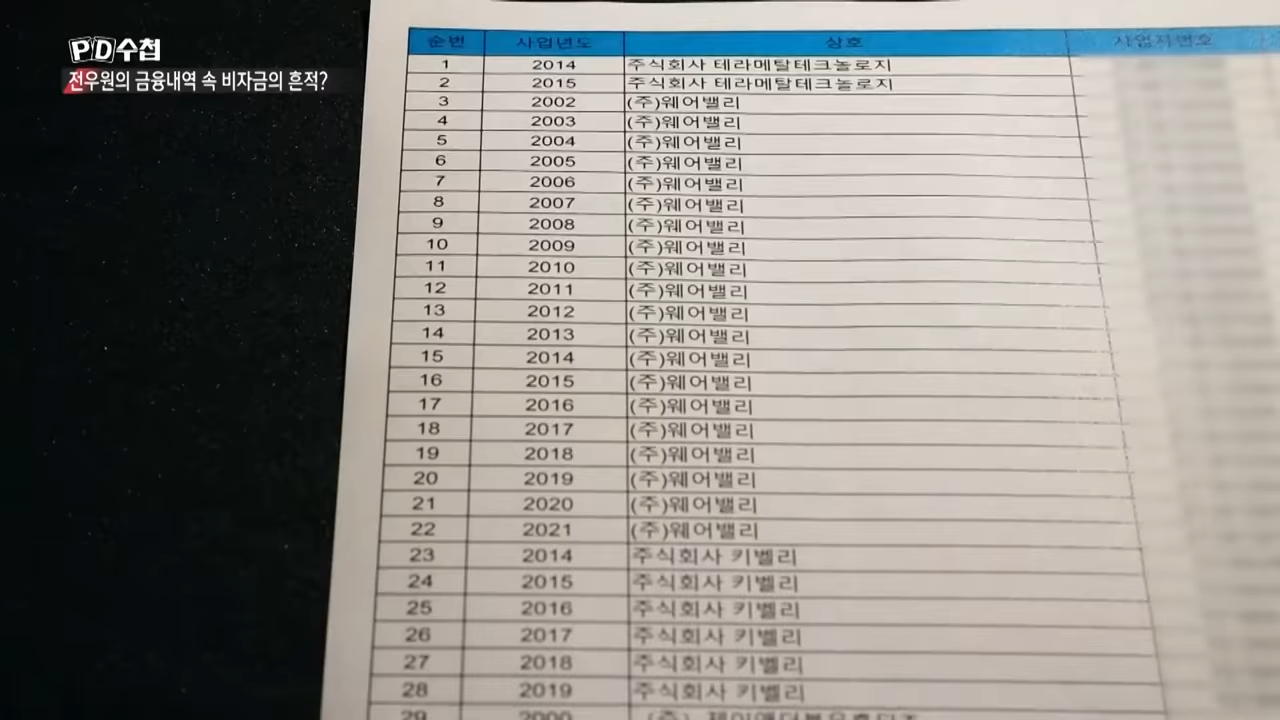 PD수첩
전우원의 금융내역 속 비자금의 흔적?
순번 사업년도 상호 사업자번호
1 2014 주식회사 테라메탈테크놀로지
2 2015 주식회사 테라메탈테크놀로지
3 2002 (주)웨어밸리
4 2003 (주)웨어밸리
5 2004 (주)웨어밸리
6 2005 (주)웨어밸리
7 2006 (주)웨어밸리
8 2007 (주)웨어밸리
9 2008 (주)웨어밸리
10 2009 (주)웨어밸리
11 2010 (주)웨어밸리
12 2011 (주)웨어밸리
13 2012 (주)웨어밸리
14 2013 (주)웨어밸리
15 2014 (주)웨어밸리
16 2015 (주)웨어밸리
17 2016 (주)웨어밸리
18 2017 (주)웨어밸리
19 2018 (주)웨어밸리
20 2019 (주)웨어밸리
21 2020 (주)웨어밸리
22 2021 (주)웨어밸리
23 2014 주식회사 키벨리
24 2015 주식회사 키벨리
25 2016 주식회사 키벨리
26 2017 주식회사 키벨리
27 2018 주식회사 키벨리
28 2019 주식회사 키벨리
29 2000 (주)